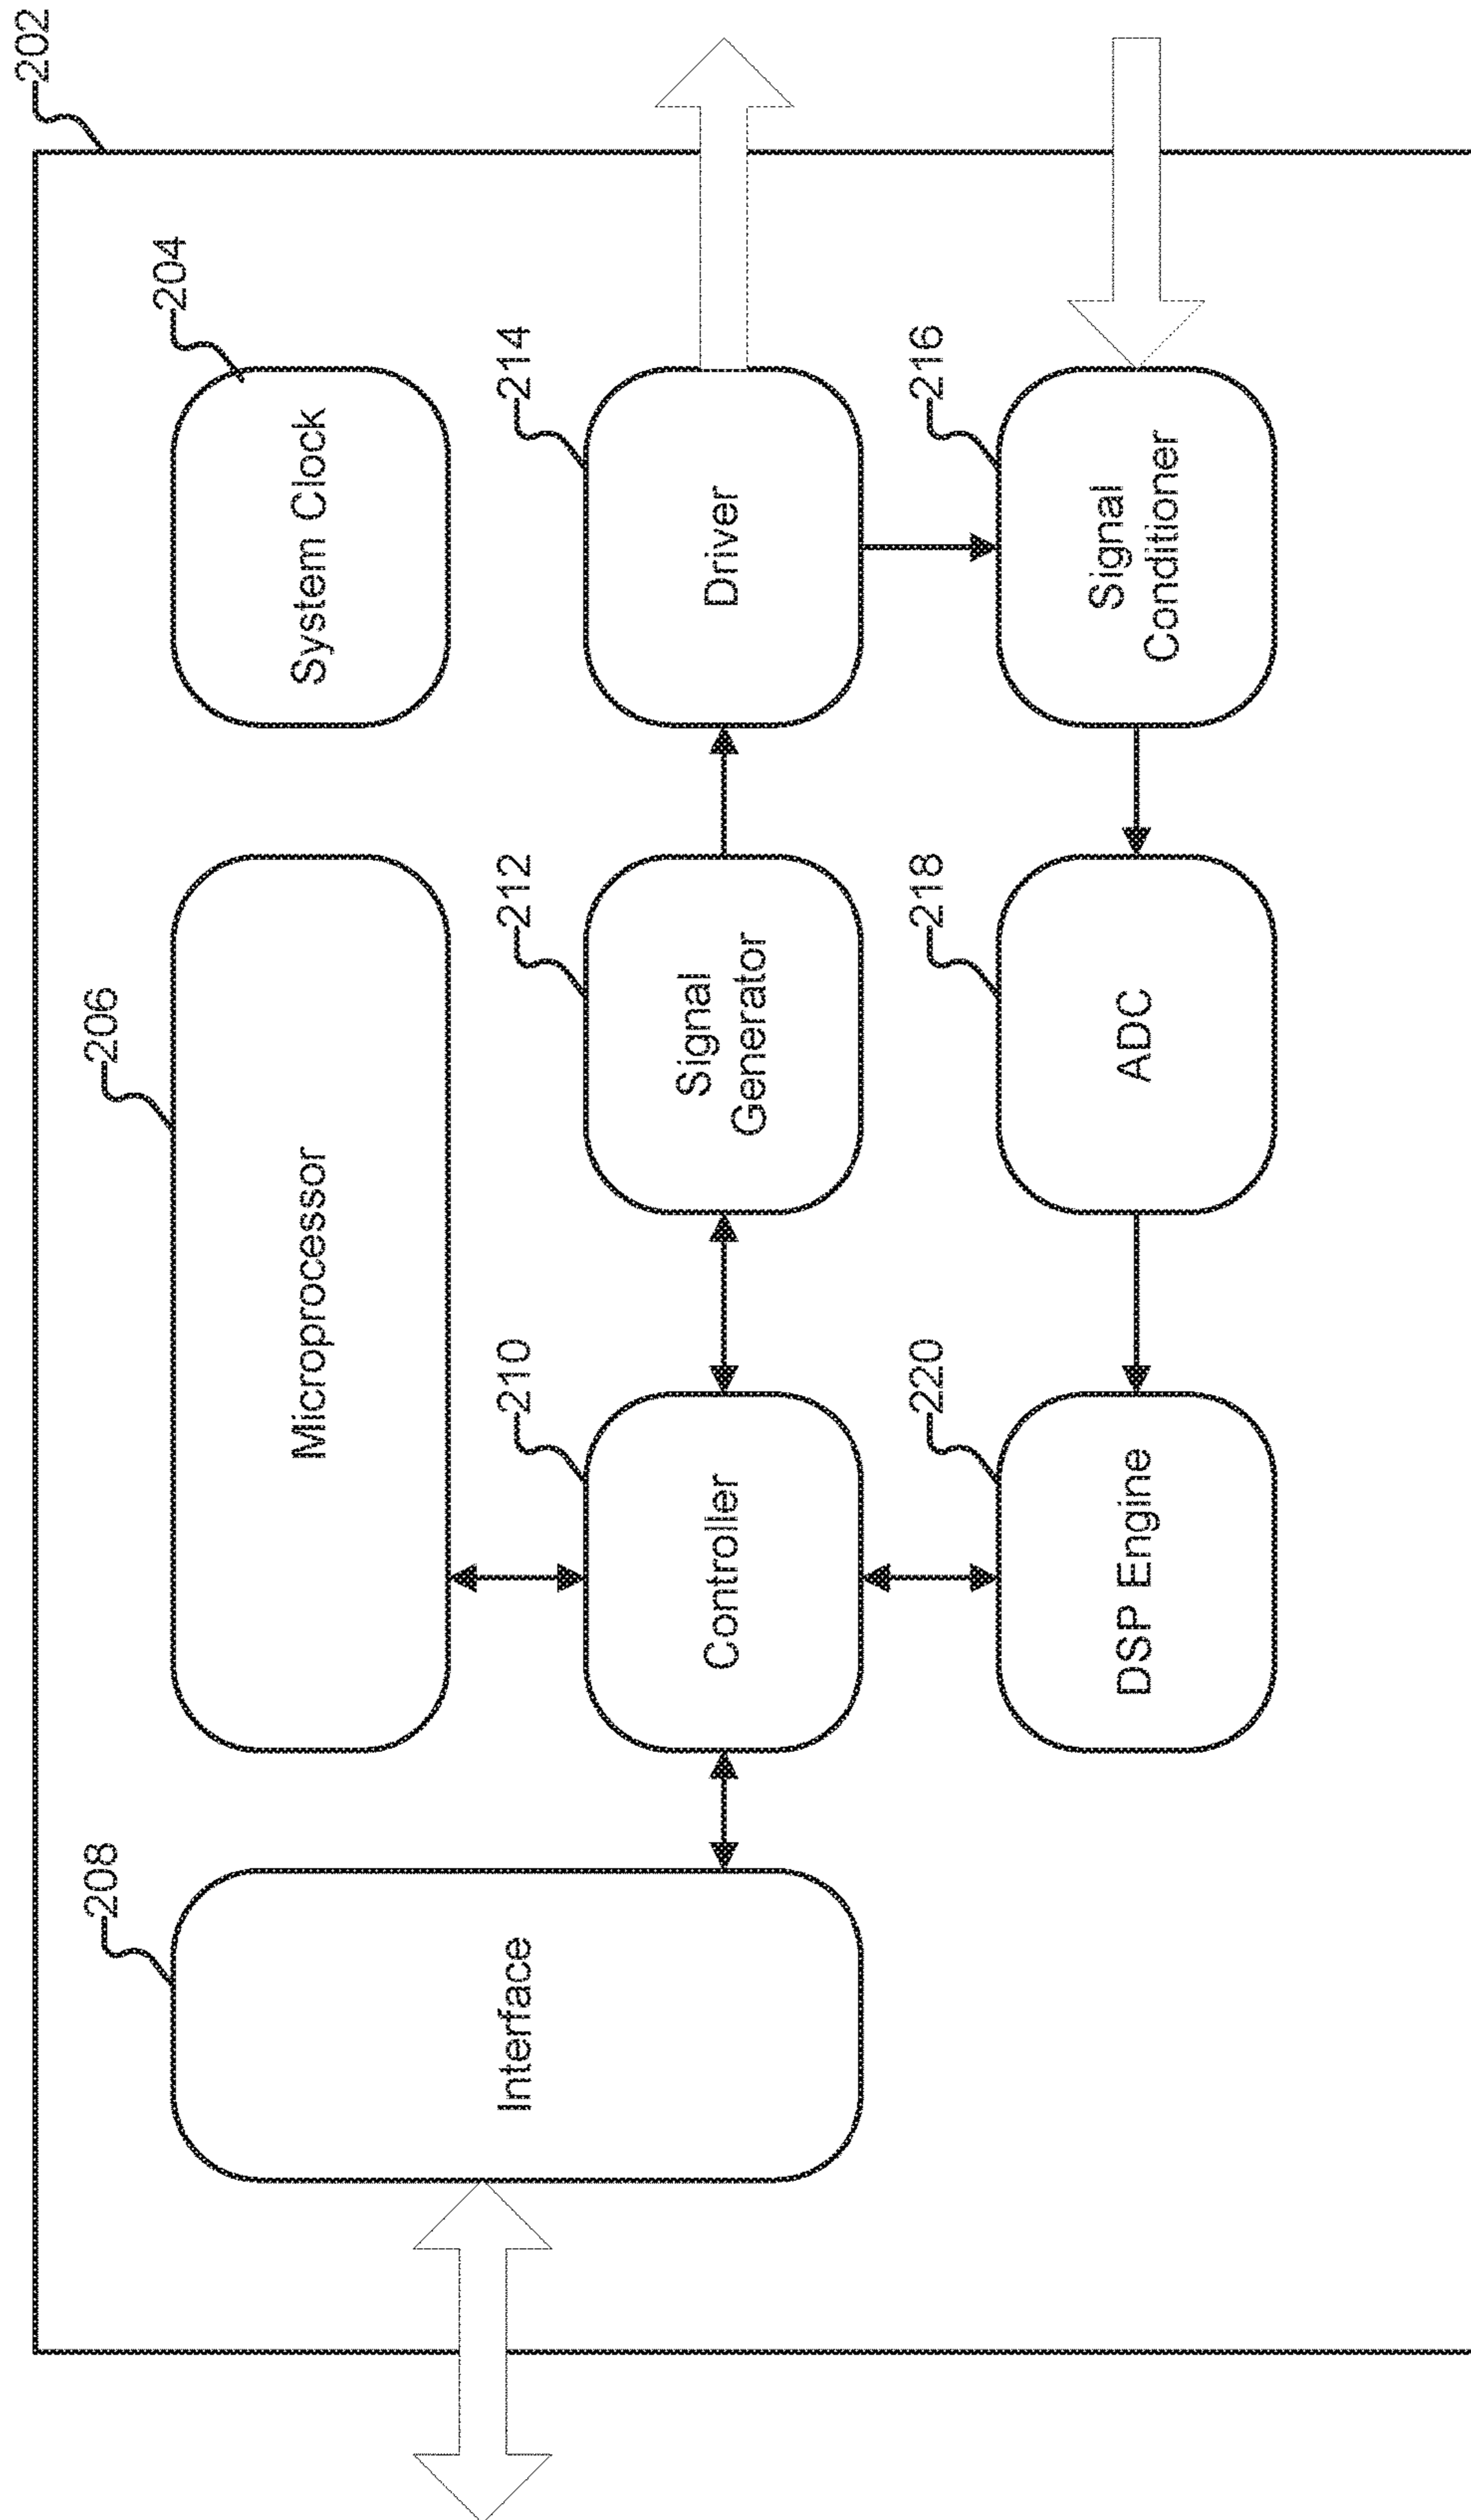 202
206
204
Microprocessor
System Clock
208
210
212
214
Interface
Controller
Signal
Generator
Driver
220
218
216
DSP Engine
ADC
Signal
Conditioner